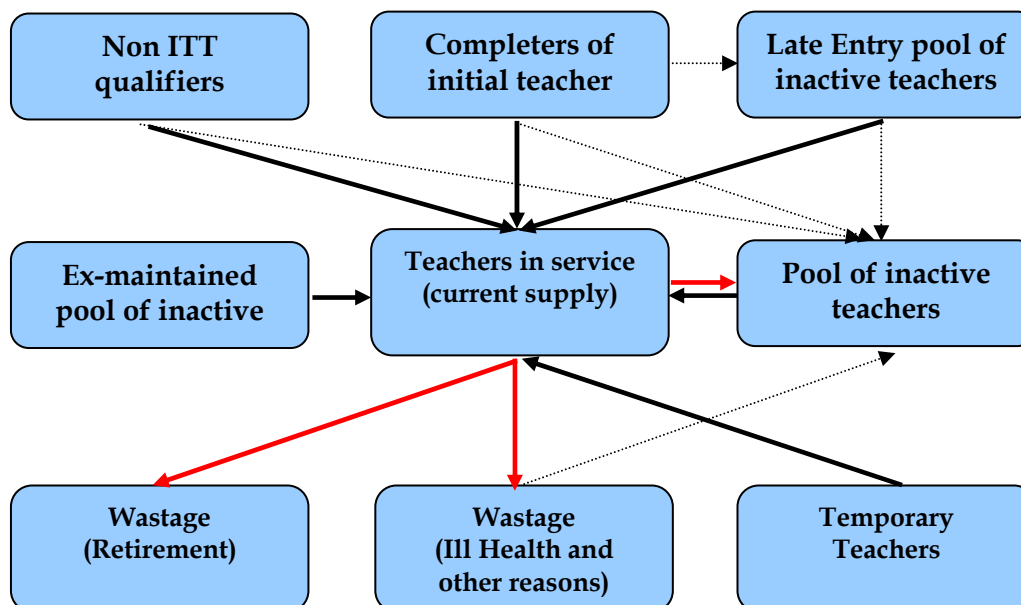 Non ITT
qualifiers
Completers of
initial teacher
Late Entry pool of
inactive teachers
Ex-maintained
pool of inactive
Teachers in service
(current supply)
Pool of inactive
teachers
Wastage
(Retirement)
Wastage
(Ill Health and
other reasons)
Temporary
Teachers